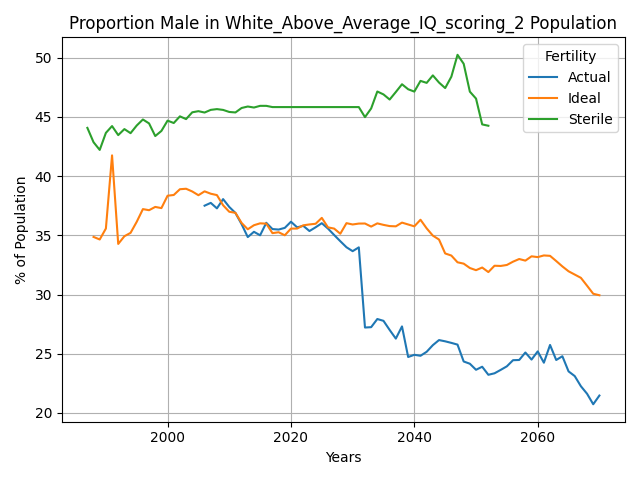 Proportion Male in White_Above_Average_IQ_scoring_2 Population
Fertility
Actual
Ideal
Sterile
% of Population
50
45
40
35
30
25
20
2000
2020
2040
2060
Years